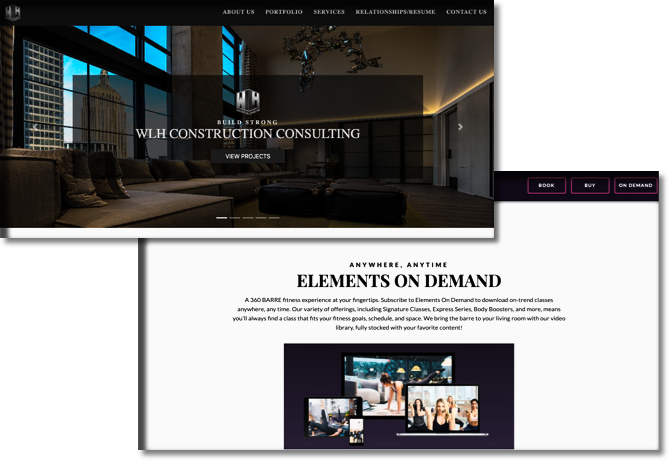 ABOUT US PORTFOLIO SERVICES RELATIONSHIPS/RESUME CONTACT US
WLH
BUILD STRONG
WLH CONSTRUCTION CONSULTING
VIEW PROJECTS
BOOK BUY ON DEMAND
ANYWHERE, ANYTIME
ELEMENTS ON DEMAND
A 360 BARRE fitness experience at your fingertips. Subscribe to Elements On Demand to download on-trend classes
anywhere, any time. Our variety of offerings, including Signature Classes, Express Series, Body Boosters, and more, means
you'll always find a class that fits your fitness goals, schedule, and space. We bring the barre to your living room with our video
library, fully stocked with your favorite content!